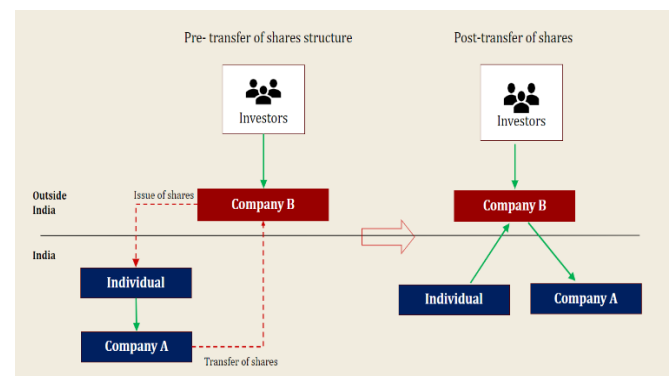 Pre- transfer of shares structure
Post-transfer of shares
Investors
Investors
Outside
India
Issue of shares
Company B
Company B
India
Individual
Individual
Company A
Company A
Transfer of shares